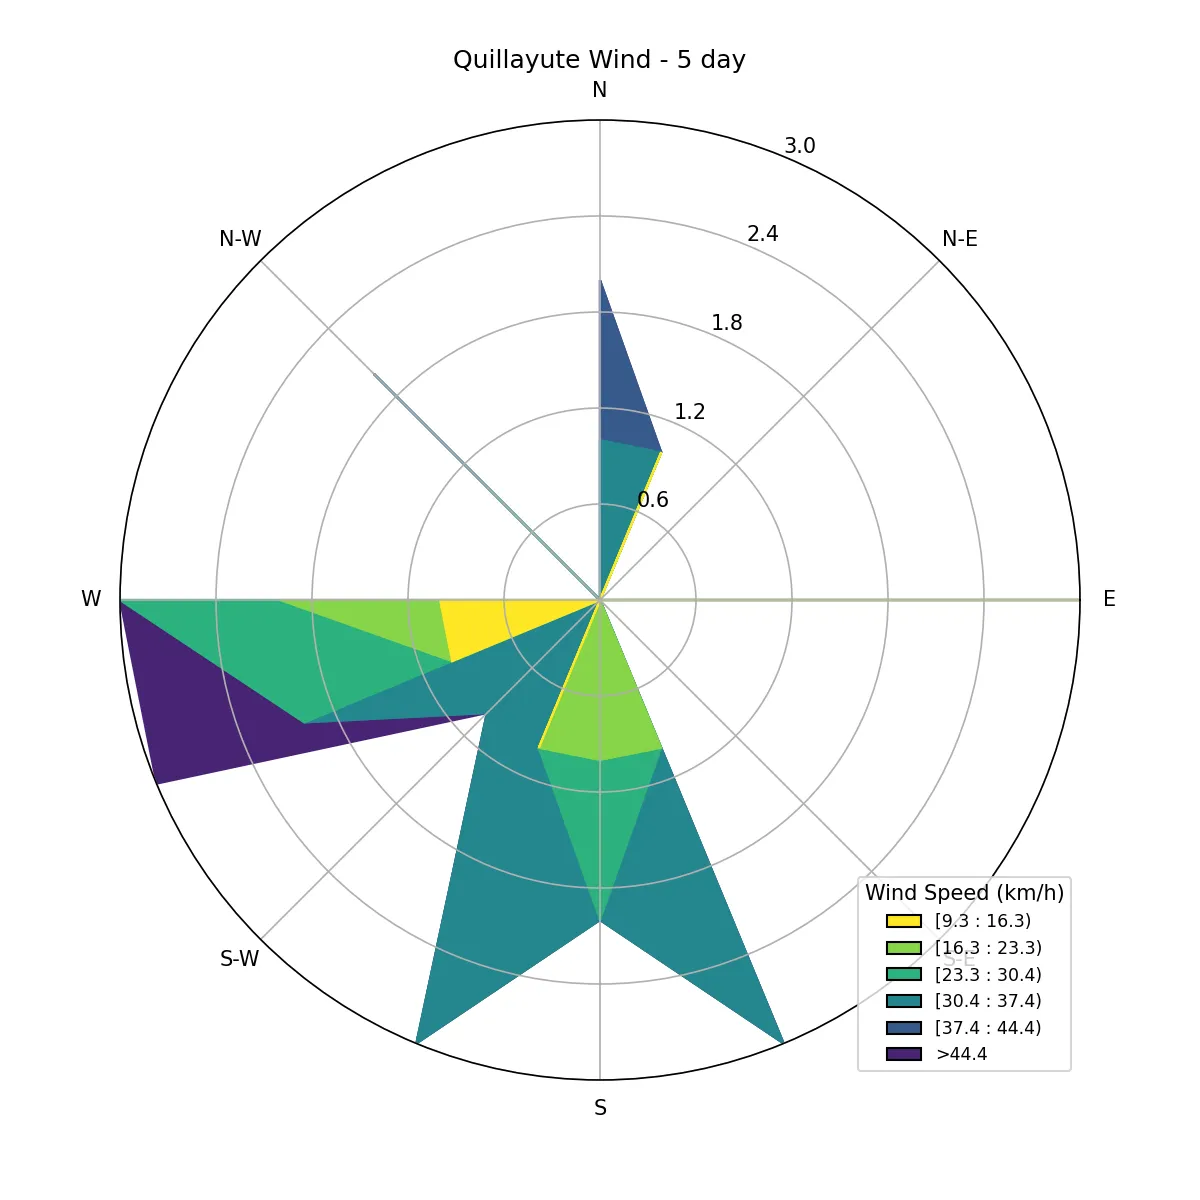 Quillayute Wind - 5 day
N
3.0
N-W
2.4
N-E
1.8
1.2
0.6
W
E
Wind Speed (km/h)
[9.3 : 16.3)
[16.3 : 23.3)
S-W
S-E
[23.3 : 30.4)
[30.4 : 37.4)
[37.4 : 44.4)
>44.4
S